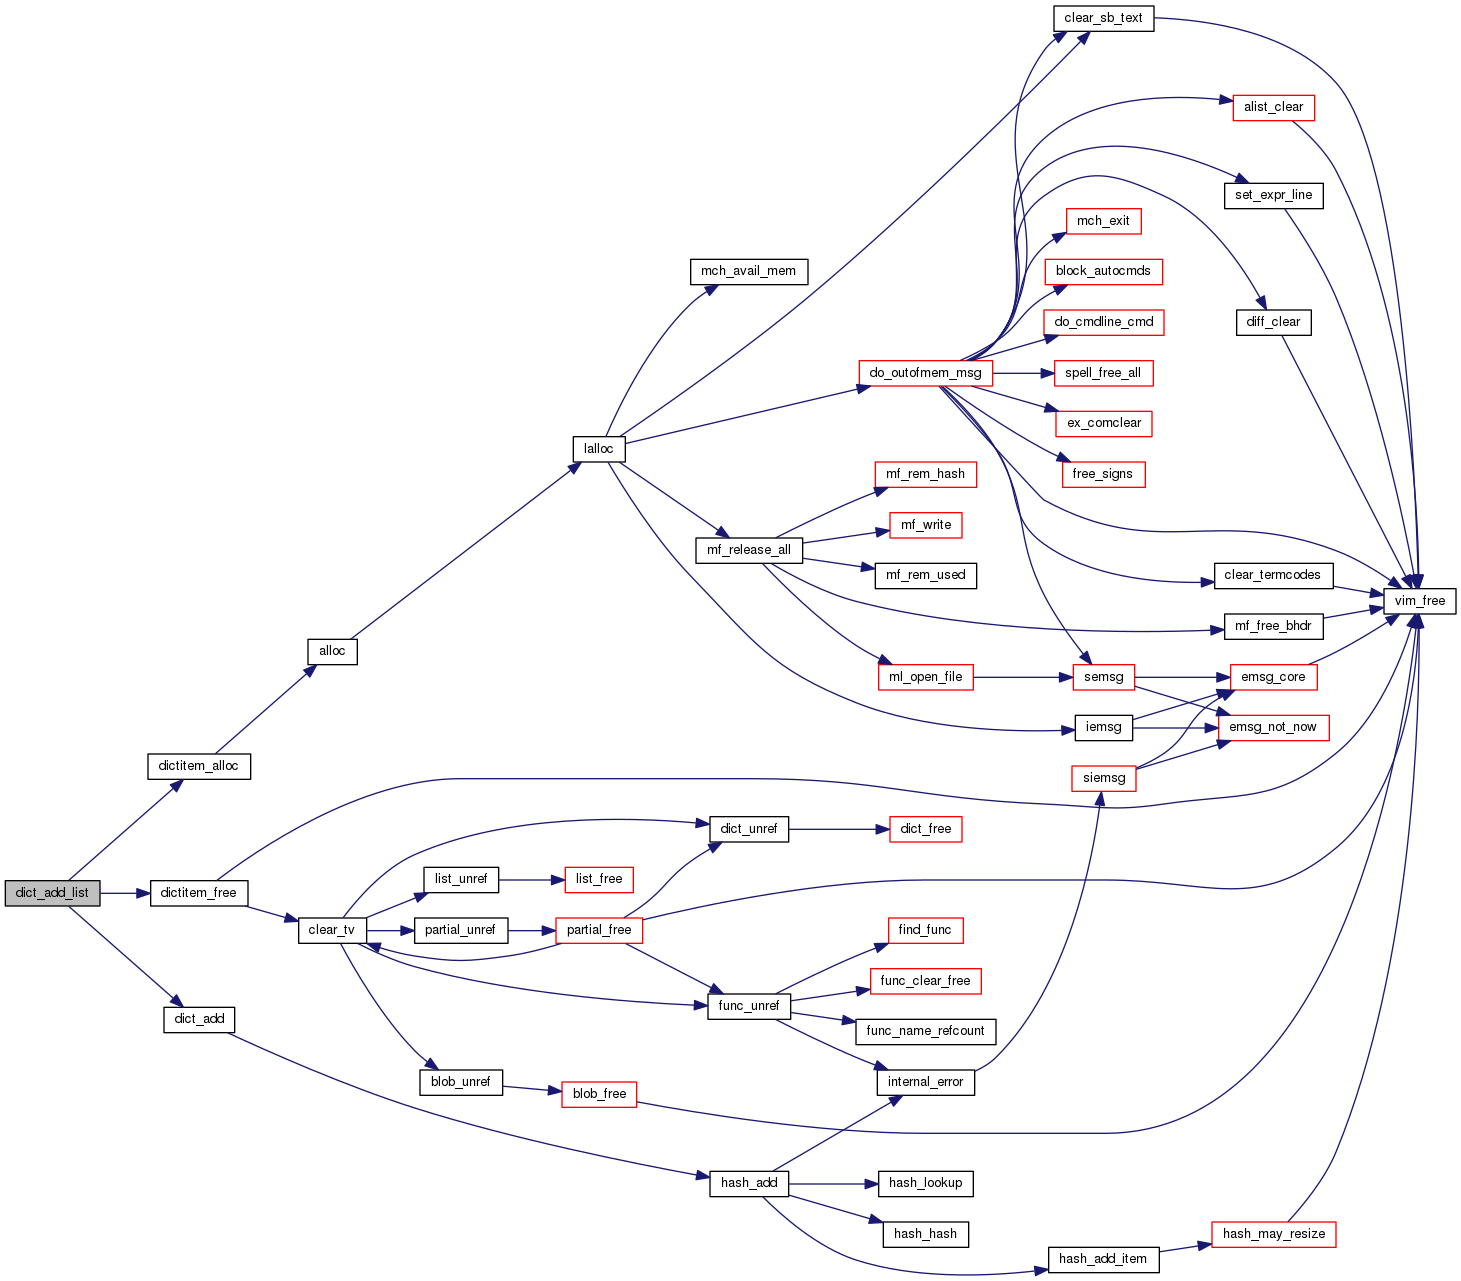 clear_sb_text
alist_clear
set_expr_line
mch_exit
mch_avail_mem
block_autocmds
do_cmdline_cmd
diff_clear
do_outofmem_msg
spell_free_all
ex_comclear
lalloc
mf_rem_hash
free_signs
mf_write
mf_release_all
mf_rem_used
clear_termcodes
vim_free
mf_free_bhdr
alloc
ml_open_file
semsg
emsg_core
iemsg
emsg_not_now
dictitem_alloc
siemsg
dict_unref
dict_free
list_unref
list_free
dict_add_list
dictitem_free
clear_tv
partial_unref
partial_free
find_func
func_clear_free
func_unref
dict_add
func_name_refcount
blob_unref
blob_free
internal_error
hash_add
hash_lookup
hash_hash
hash_may_resize
hash_add_item